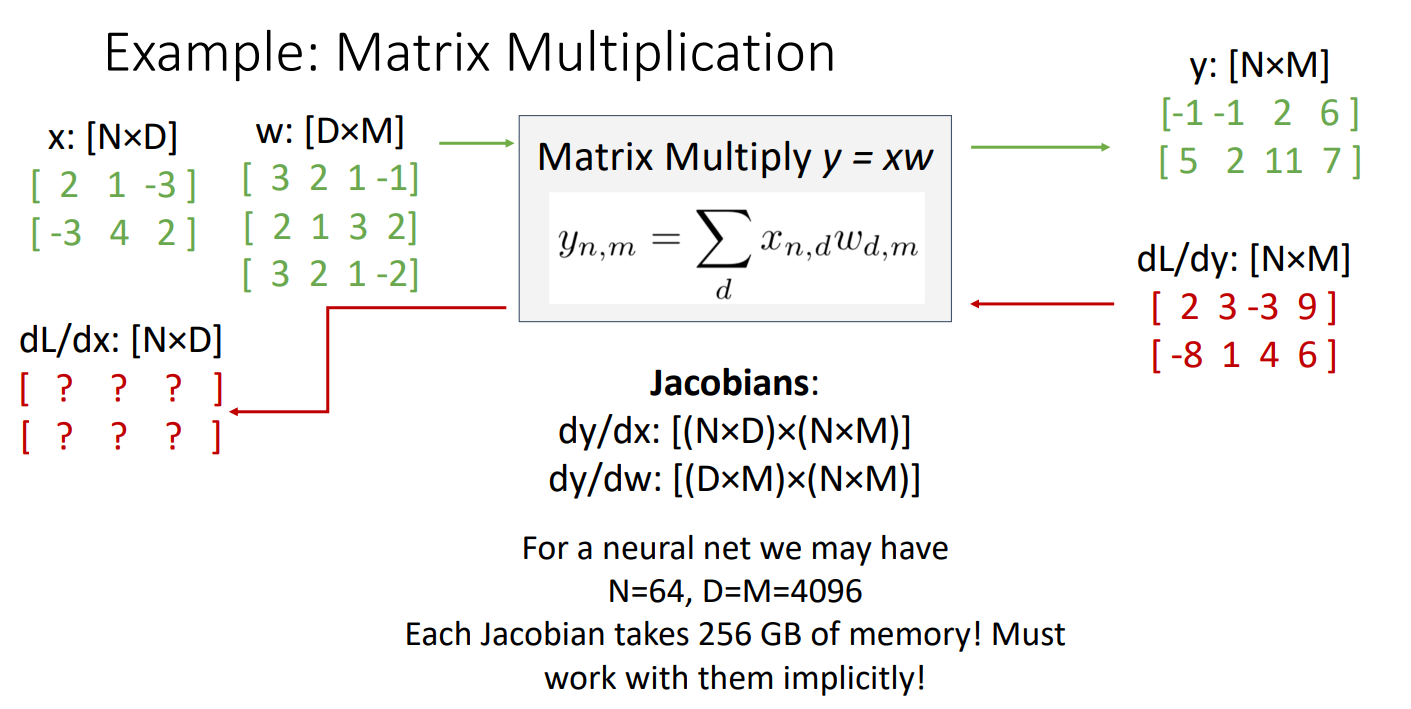 Example: Matrix Multiplication
x: [N×D]
[ 2 1 -3 ]
[ -3 4 2 ]
w: [D×M]
[ 3 2 1 -1]
[ 2 1 3 2]
[ 3 2 1 -2]
Matrix Multiply y = xw
y_{n,m} = \sum_{d} x_{n,d} w_{d,m}
y: [N×M]
[-1 -1 2 6 ]
[ 5 2 11 7 ]
dL/dy: [N×M]
[ 2 3 -3 9 ]
[ -8 1 4 6 ]
dL/dx: [N×D]
[ ? ? ? ]
[ ? ? ? ]
Jacobians:
dy/dx: [(N×D)×(N×M)]
dy/dw: [(D×M)×(N×M)]
For a neural net we may have
N=64, D=M=4096
Each Jacobian takes 256 GB of memory! Must
work with them implicitly!